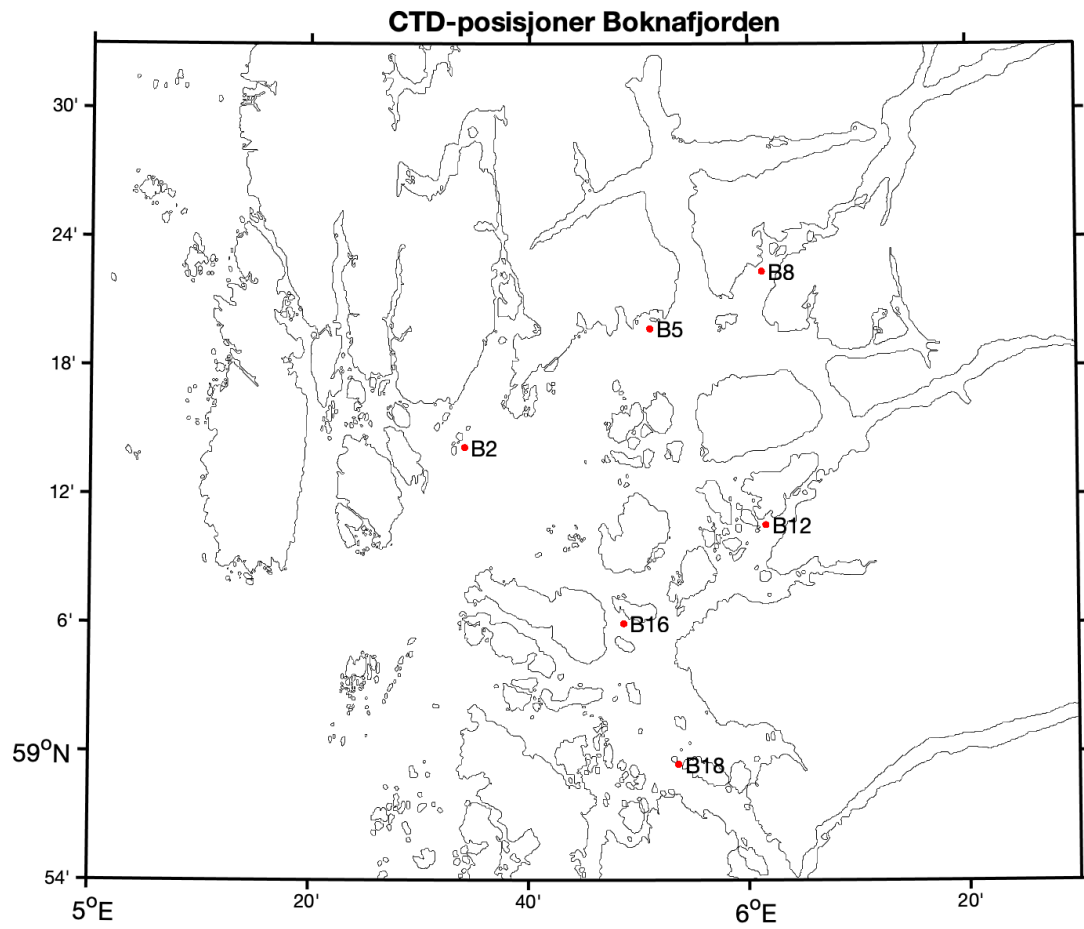 CTD-posisjoner Boknafjorden
30'
24'
B8
B5
18'
B2
12'
B12
6'
B16
59°N
B18
54'
5°E
20'
40'
6°E
20'